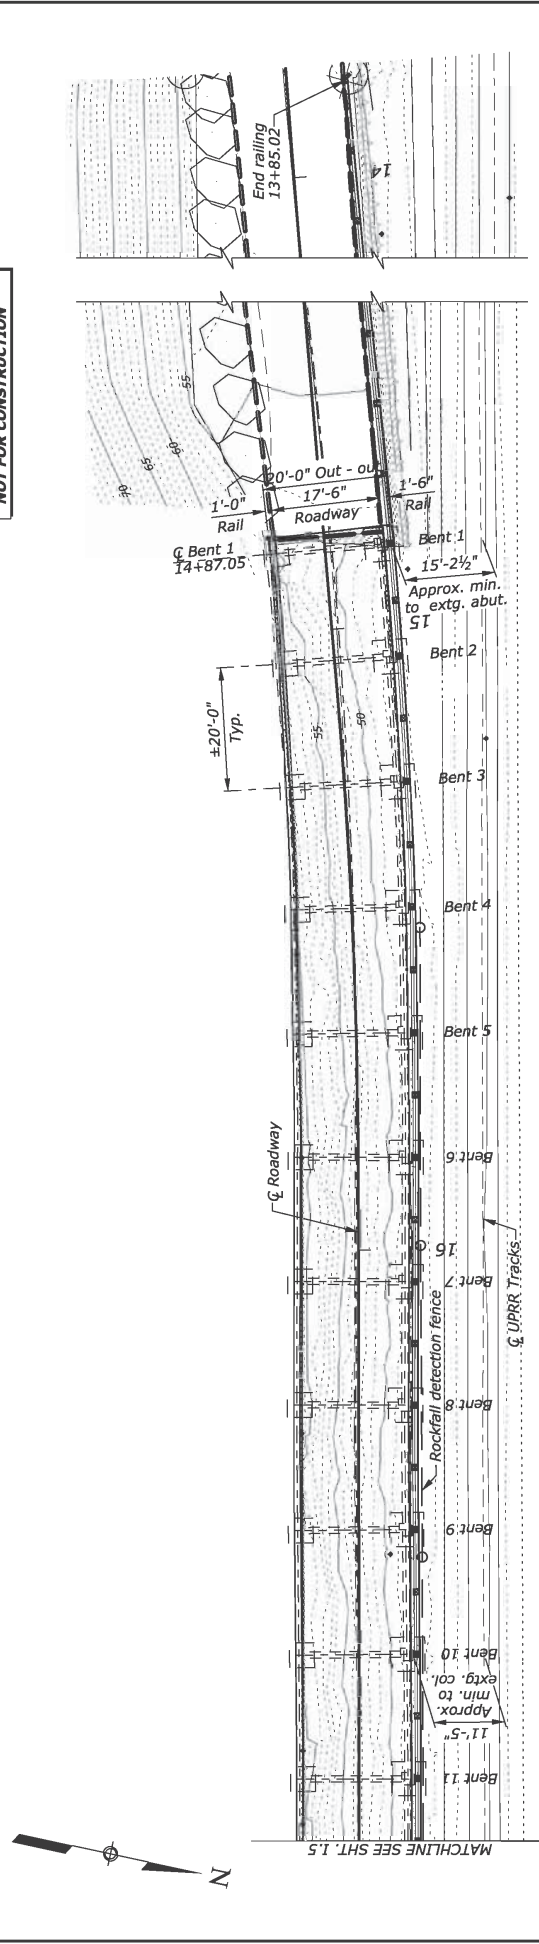 NOT FOR CONSTRUCTION
End railing
13+85.02
14
55
60
65
70
20'-0" Out - ou
1'-0"
Rail
17'-6"
Roadway
1'-6"
Rail
℄ Bent 1
14+87.05
Bent 1
15'-2½"
Approx. min.
to extg. abut.
15
Bent 2
±20'-0"
Typ.
55
50
Bent 3
Bent 4
Bent 5
℄ Roadway
Bent 6
16
Bent 7
℄ UPRR Tracks
Rockfall detection fence
Bent 8
Bent 9
Bent 10
11'-5"
Approx.
min. to
extg. col.
Bent 11
MATCHLINE SEE SHT. 1.5
N